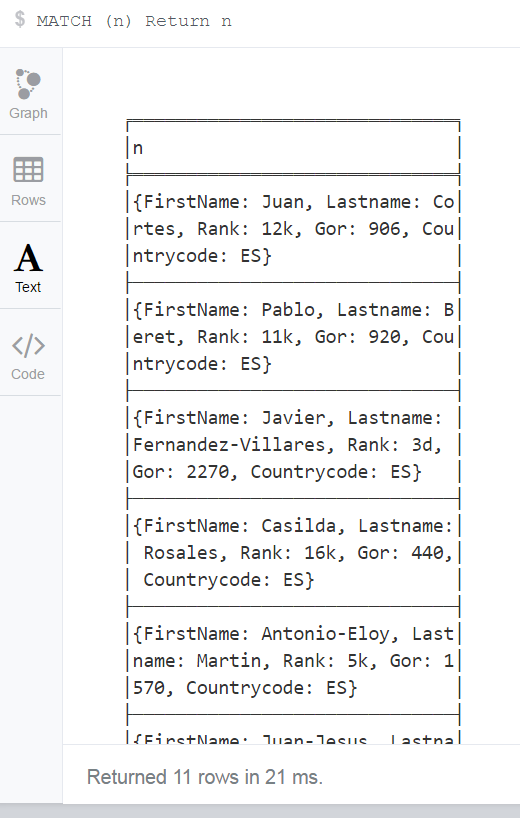 $ MATCH (n) Return n
Graph
Rows
A
Text
</>
Code
n
{FirstName: Juan, Lastname: Co
rtes, Rank: 12k, Gor: 906, Cou
ntrycode: ES}
{FirstName: Pablo, Lastname: B
eret, Rank: 11k, Gor: 920, Cou
ntrycode: ES}
{FirstName: Javier, Lastname:
Fernandez-Villares, Rank: 3d,
Gor: 2270, Countrycode: ES}
{FirstName: Casilda, Lastname:
Rosales, Rank: 16k, Gor: 440,
Countrycode: ES}
{FirstName: Antonio-Eloy, Last
name: Martin, Rank: 5k, Gor: 1
570, Countrycode: ES}
{FirstName: Juan-Jesus, Lastna
Returned 11 rows in 21 ms.